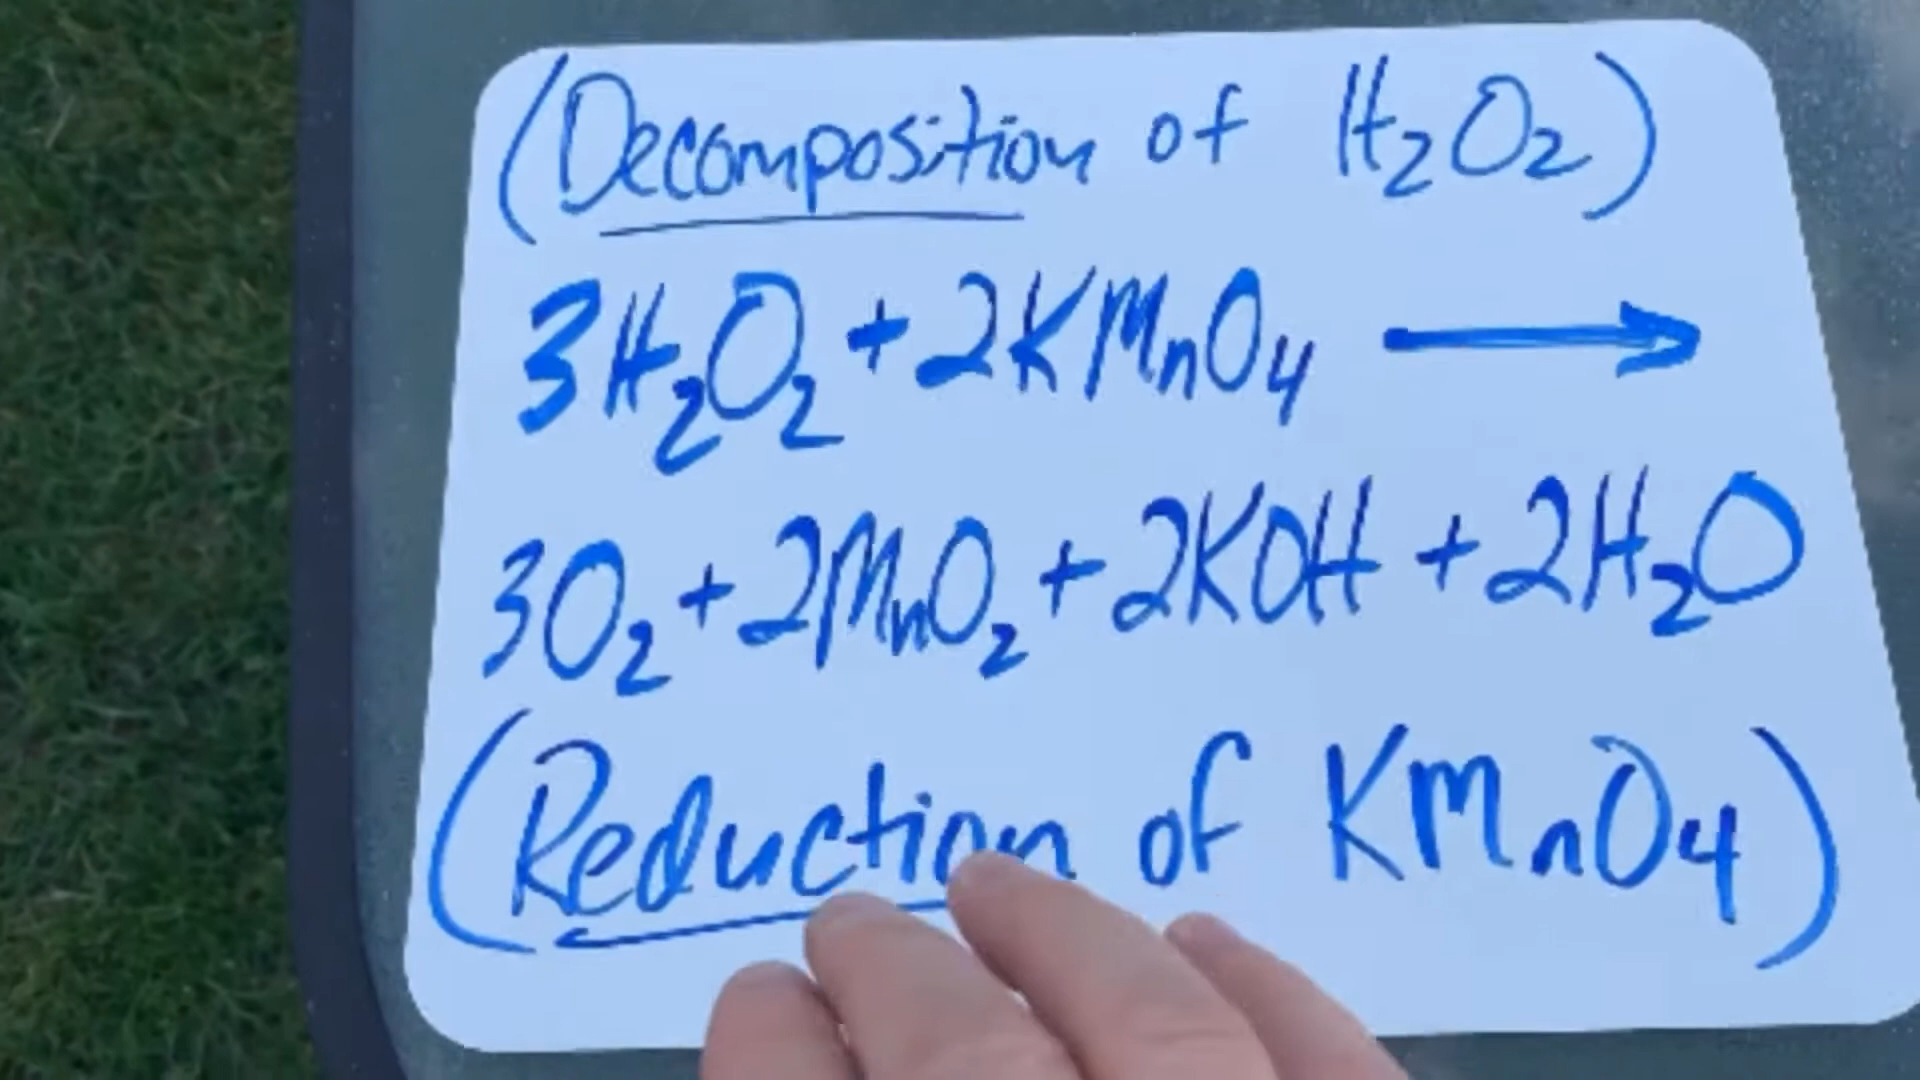 (Decomposition of H₂O₂)
3H₂O₂ + 2KMnO₄ →
3O₂ + 2MnO₂ + 2KOH + 2H₂O
(Reduction of KMnO4)